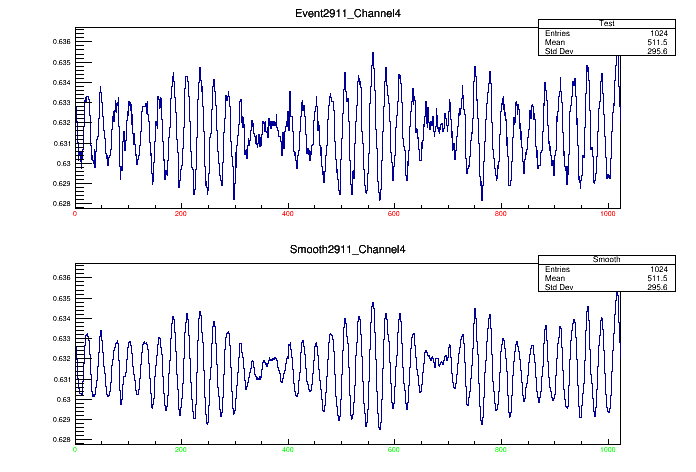 Event2911_Channel4
Test
Entries 1024
Mean 511.5
Std Dev 295.6
0.636
0.635
0.634
0.633
0.632
0.631
0.63
0.629
0.628
0 200 400 600 800 1000
Smooth2911_Channel4
Smooth
Entries 1024
Mean 511.5
Std Dev 295.6
0.636
0.635
0.634
0.633
0.632
0.631
0.63
0.629
0.628
0 200 400 600 800 1000